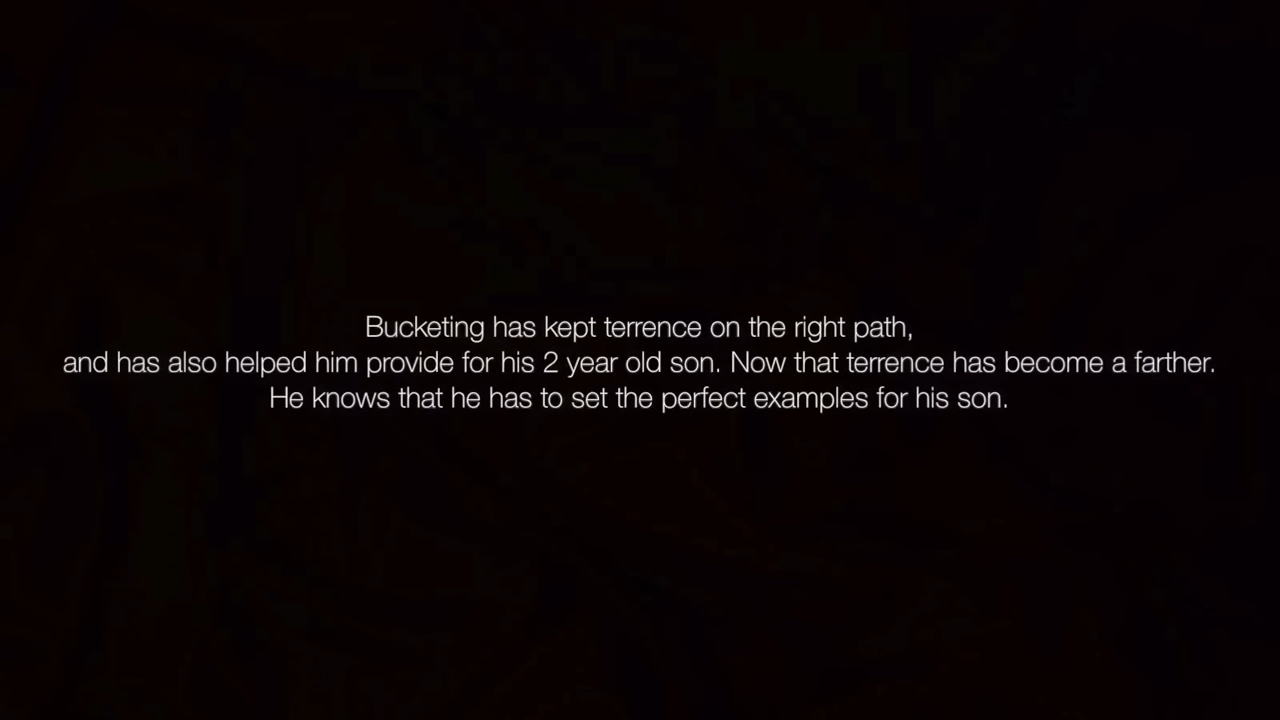 Bucketing has kept terrence on the right path,
and has also helped him provide for his 2 year old son. Now that terrence has become a farther.
He knows that he has to set the perfect examples for his son.